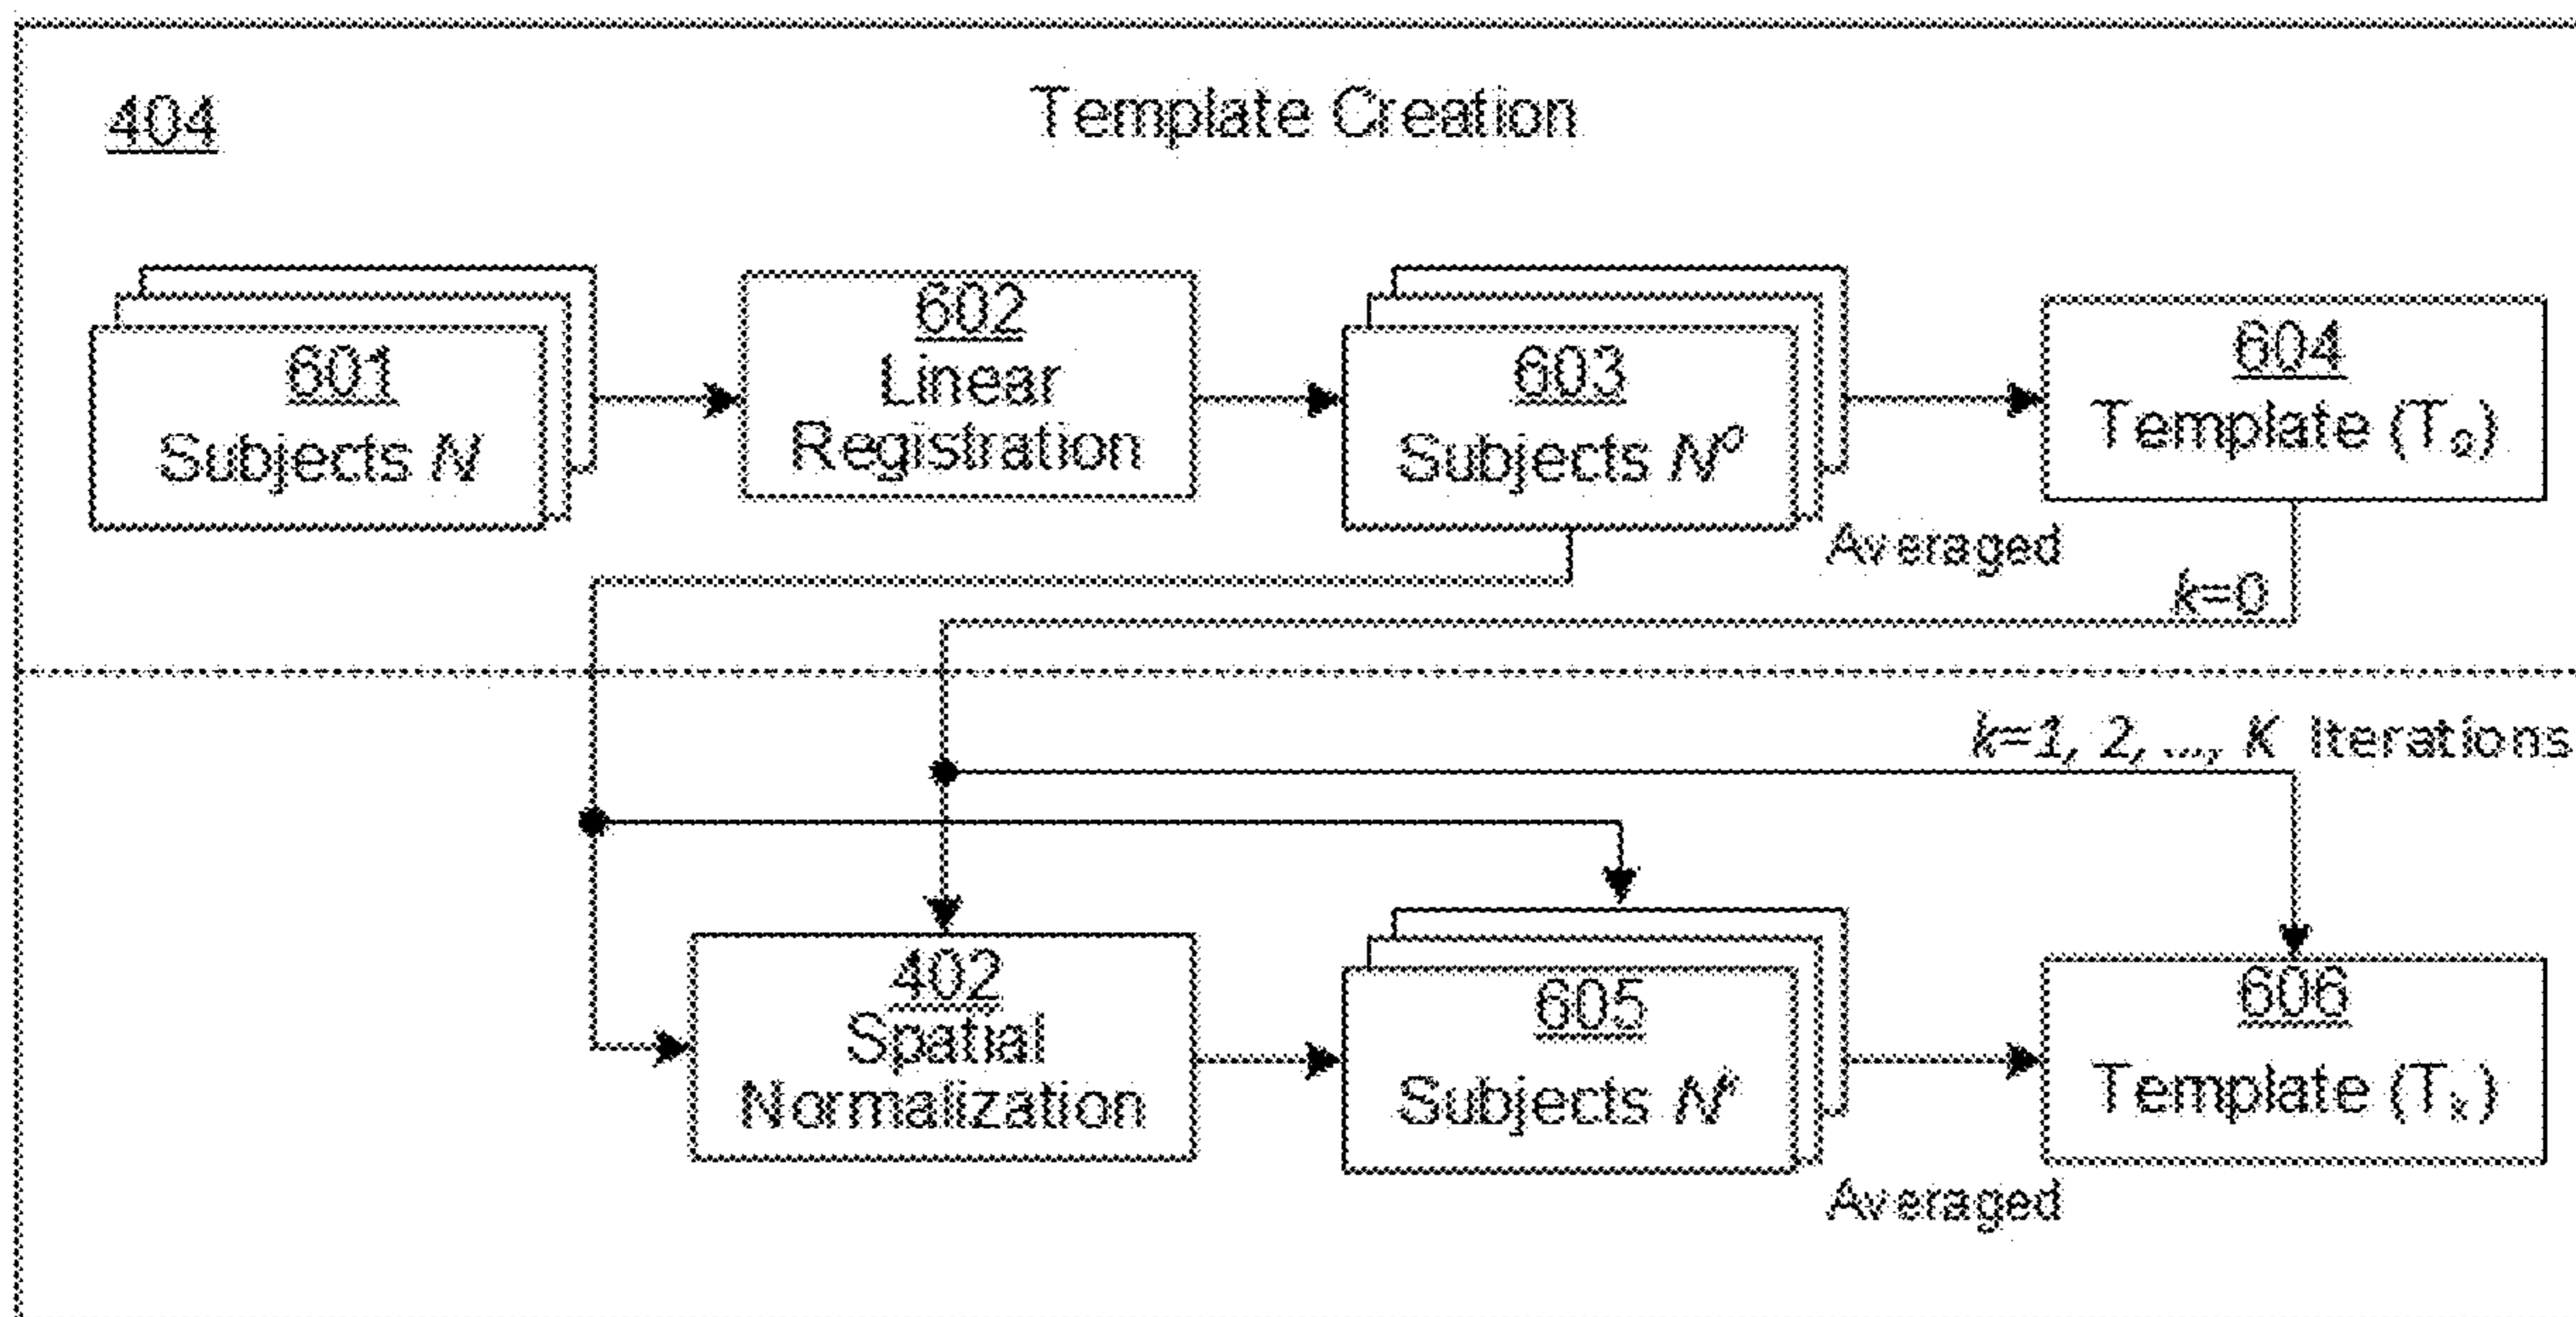 404
Template Creation
601
Subjects N
602
Linear
Registration
603
Subjects N⁰
604
Template (T₀)
Averaged
k=0
k=1, 2, ..., K Iterations
402
Spatial
Normalization
605
Subjects Nᵏ
606
Template (Tₖ)
Averaged